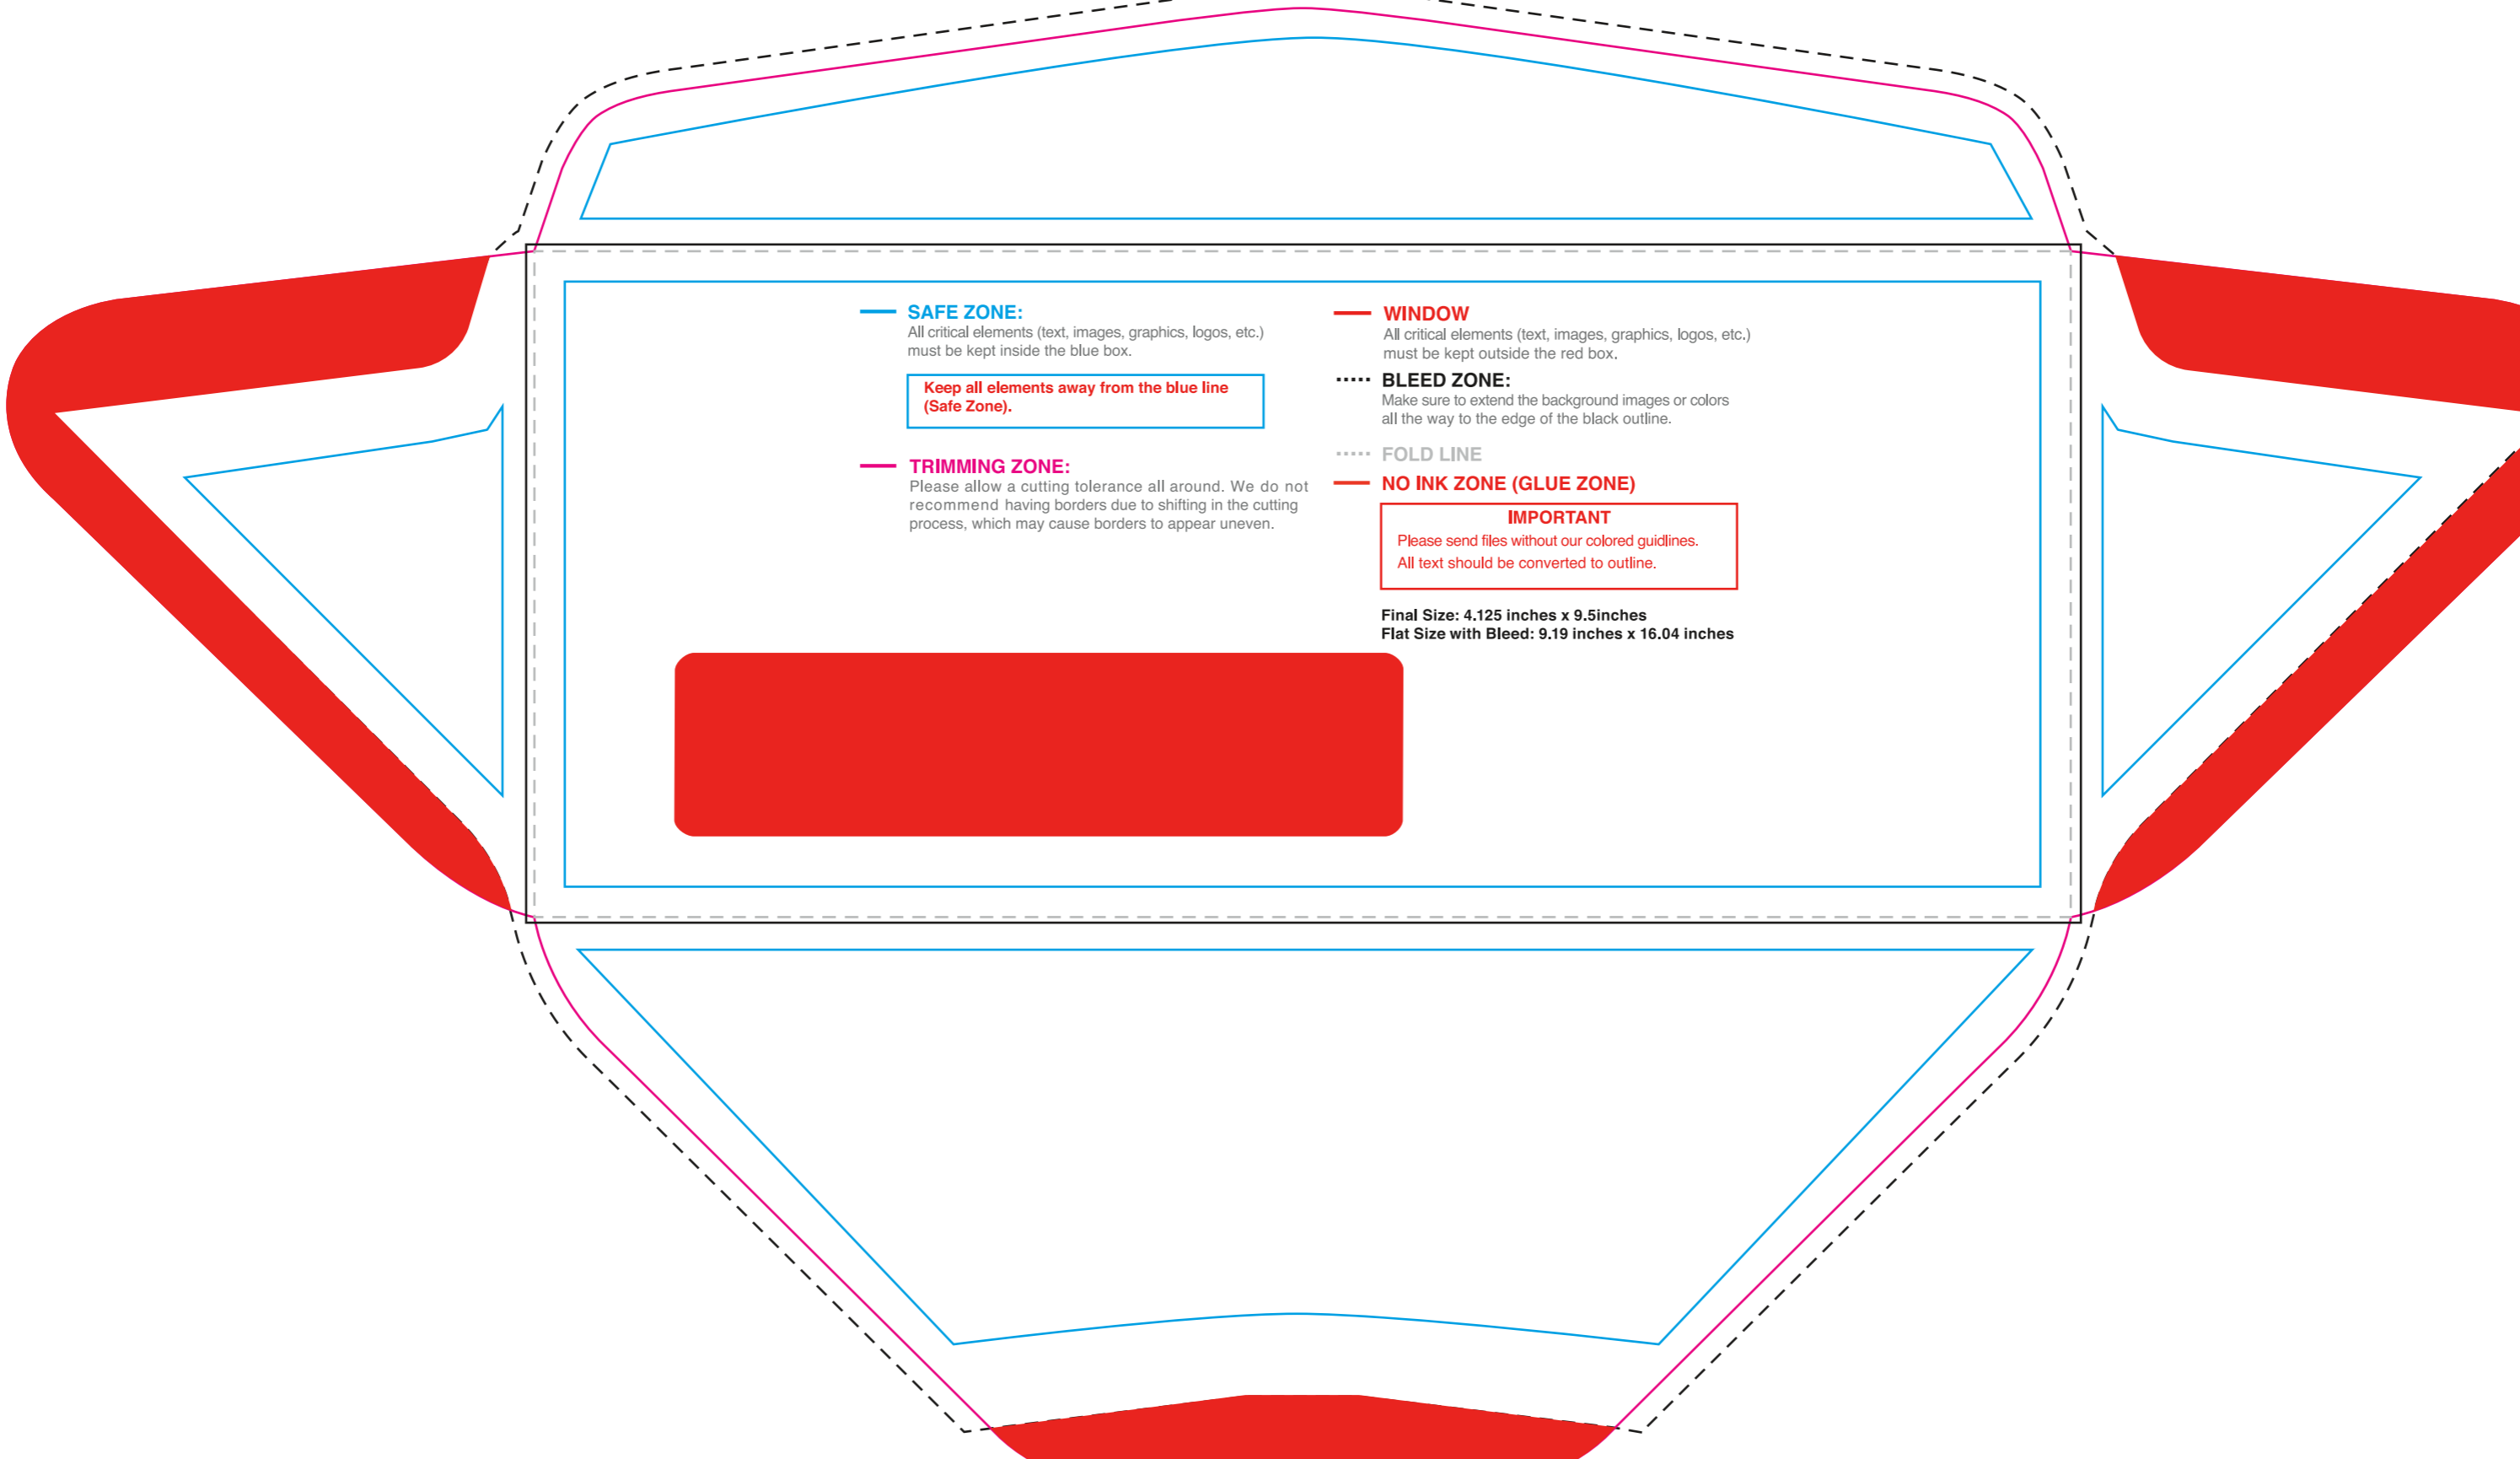 SAFE ZONE:
All critical elements (text, images, graphics, logos, etc.)
must be kept inside the blue box.
Keep all elements away from the blue line
(Safe Zone).
TRIMMING ZONE:
Please allow a cutting tolerance all around. We do not
recommend having borders due to shifting in the cutting
process, which may cause borders to appear uneven.
WINDOW
All critical elements (text, images, graphics, logos, etc.)
must be kept outside the red box.
BLEED ZONE:
Make sure to extend the background images or colors
all the way to the edge of the black outline.
FOLD LINE
NO INK ZONE (GLUE ZONE)
IMPORTANT
Please send files without our colored guidlines.
All text should be converted to outline.
Final Size: 4.125 inches x 9.5inches
Flat Size with Bleed: 9.19 inches x 16.04 inches